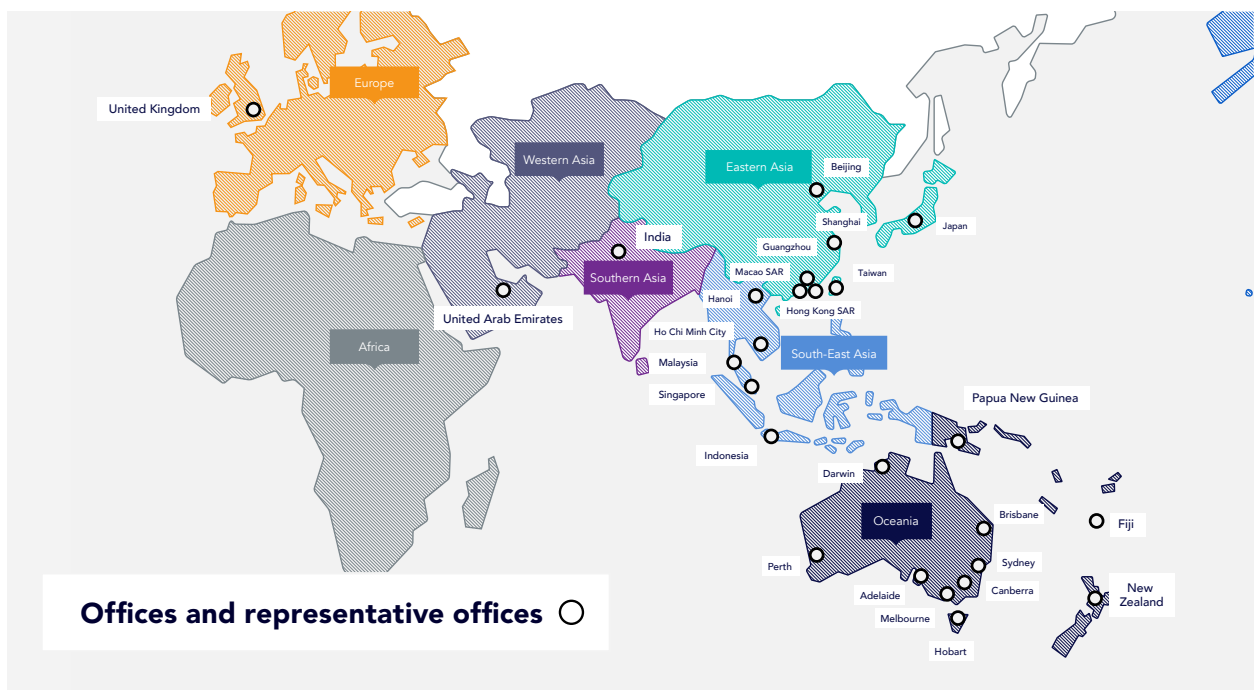 Europe
United Kingdom
Western Asia
Eastern Asia
Beijing
Shanghai
Japan
India
Guangzhou
Southern Asia
Macao SAR
Taiwan
Hanoi
Hong Kong SAR
United Arab Emirates
Ho Chi Minh City
Africa
South-East Asia
Malaysia
Singapore
Papua New Guinea
Indonesia
Darwin
Oceania
Brisbane
Fiji
Perth
Sydney
Adelaide
Canberra
New
Zealand
Melbourne
Hobart
Offices and representative offices